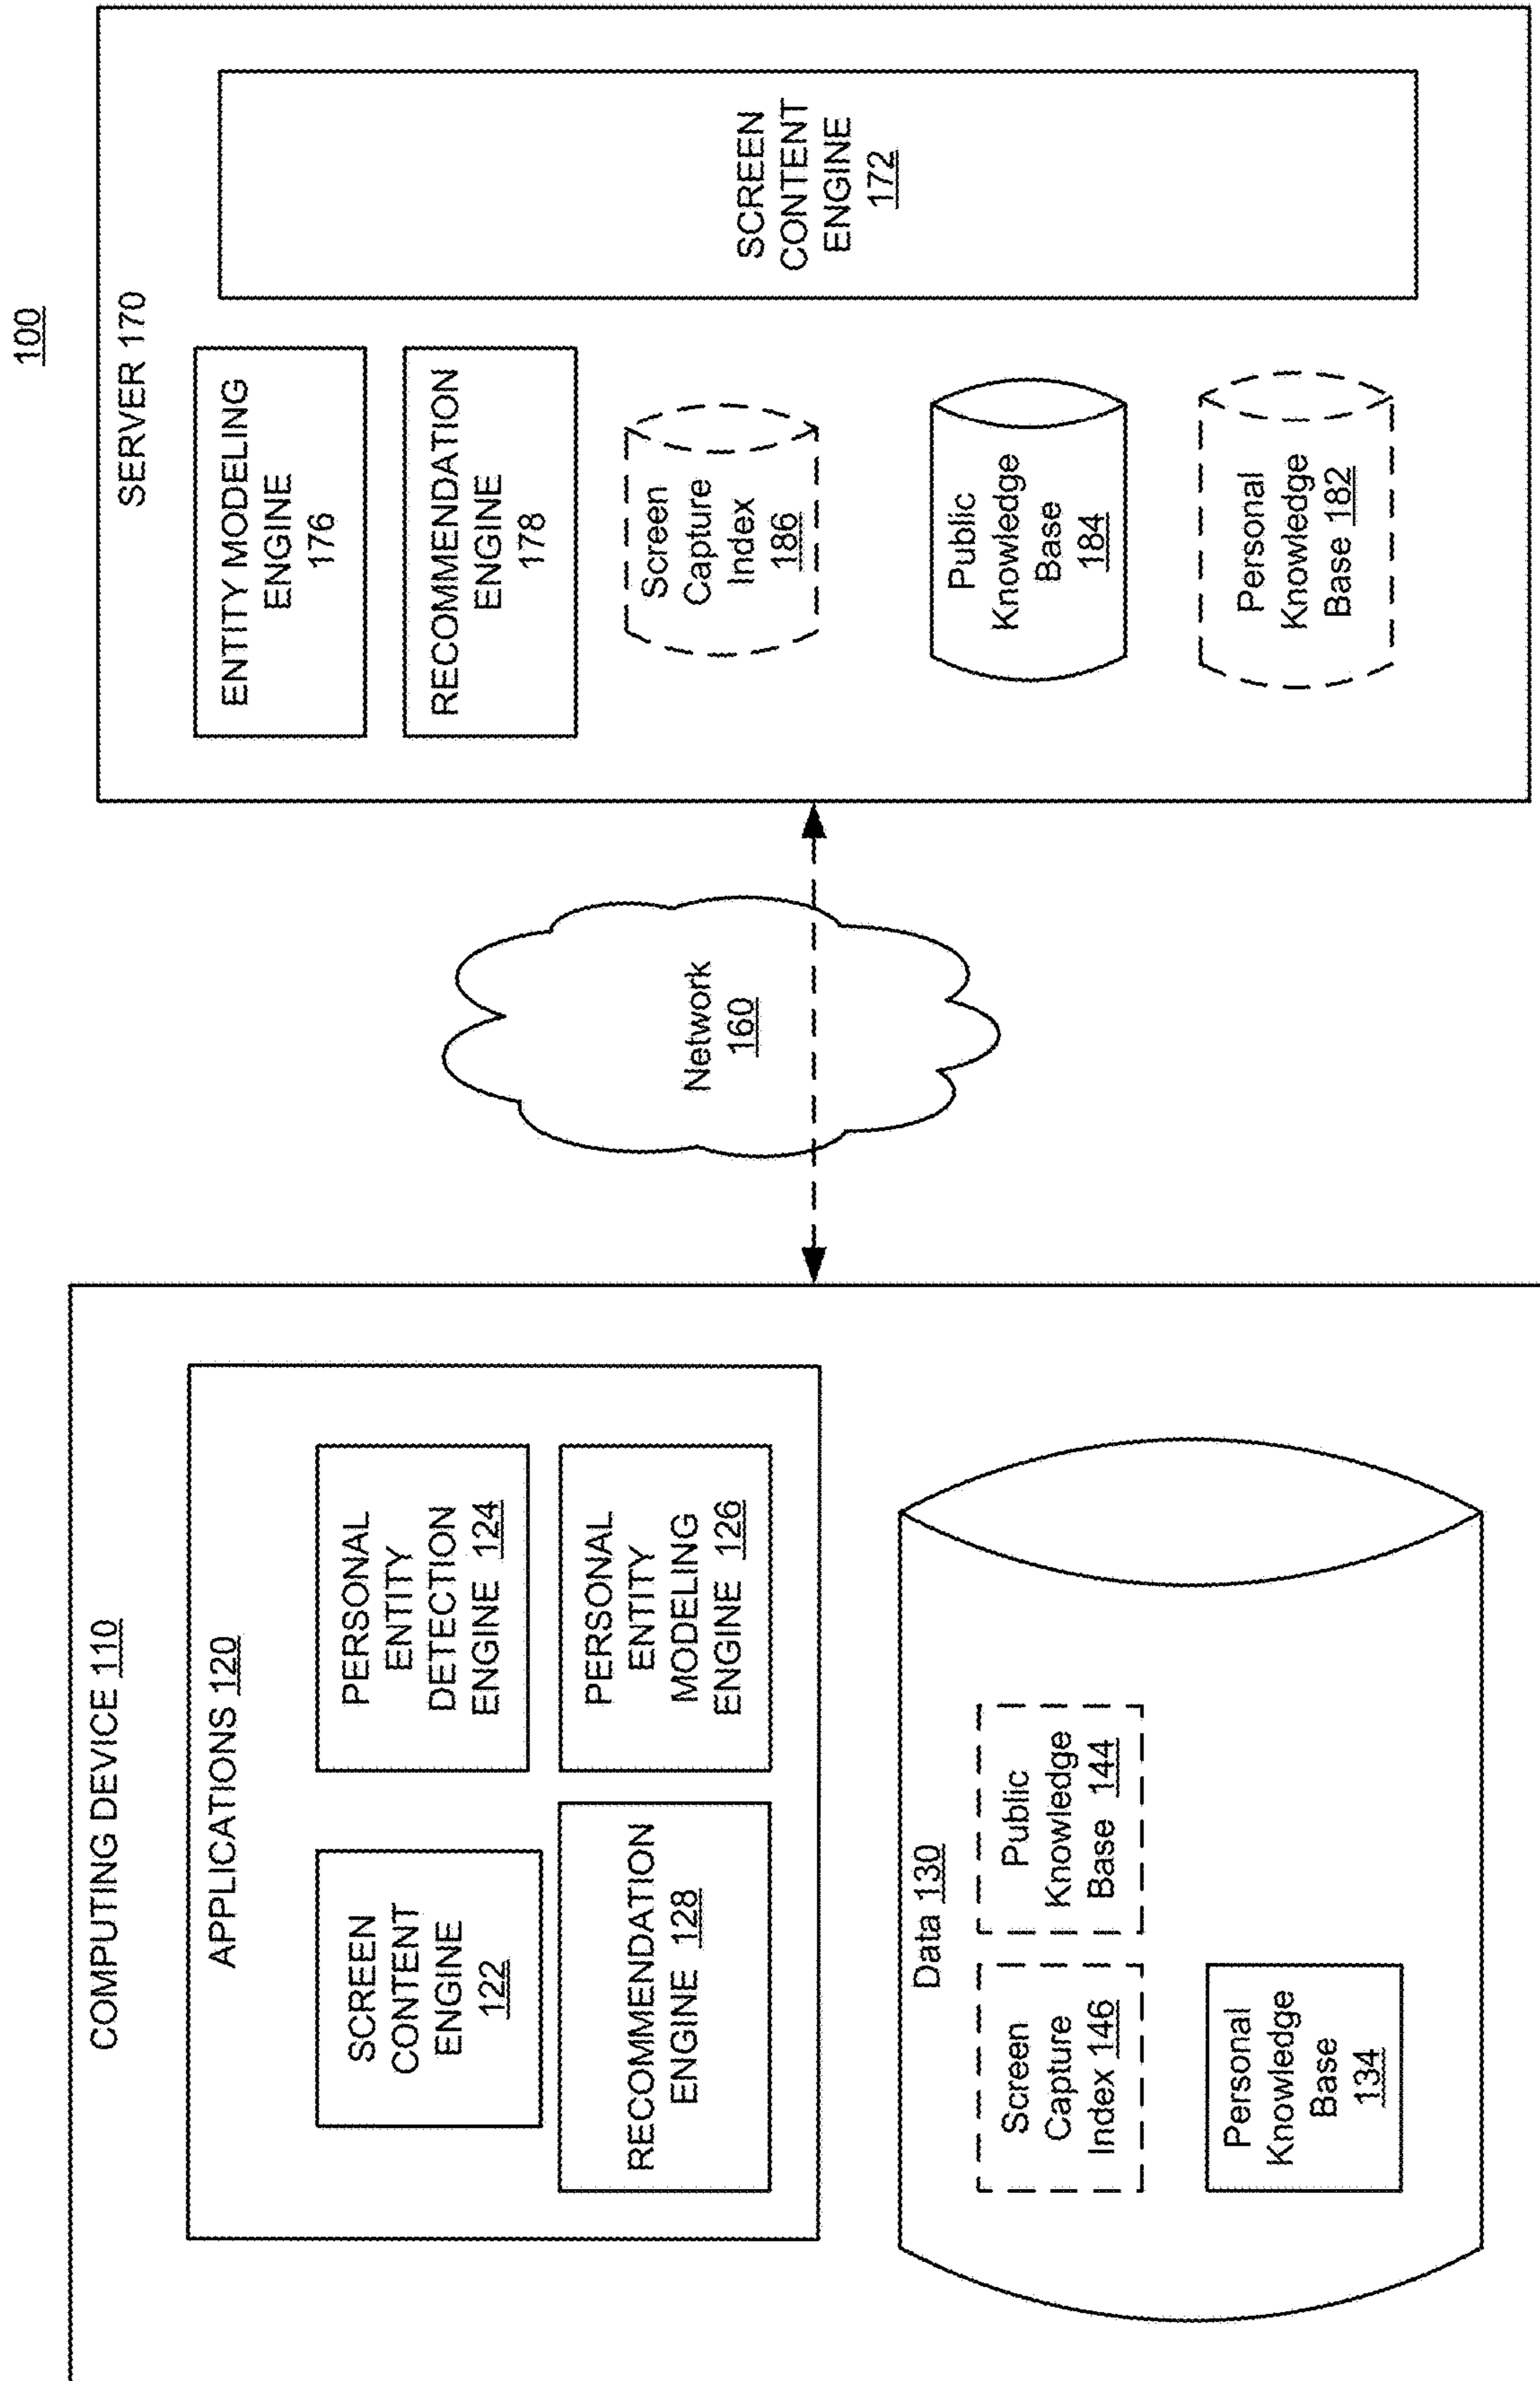 100
COMPUTING DEVICE 110
APPLICATIONS 120
SCREEN
CONTENT
ENGINE
122
PERSONAL
ENTITY
DETECTION
ENGINE 124
RECOMMENDATION
ENGINE 128
PERSONAL
ENTITY
MODELING
ENGINE 126
Data 130
Screen
Capture
Index 146
Public
Knowledge
Base 144
Personal
Knowledge
Base
134
Network
160
SERVER 170
ENTITY MODELING
ENGINE
176
RECOMMENDATION
ENGINE
178
Screen
Capture
Index
186
Public
Knowledge
Base
184
Personal
Knowledge
Base 182
SCREEN
CONTENT
ENGINE
172